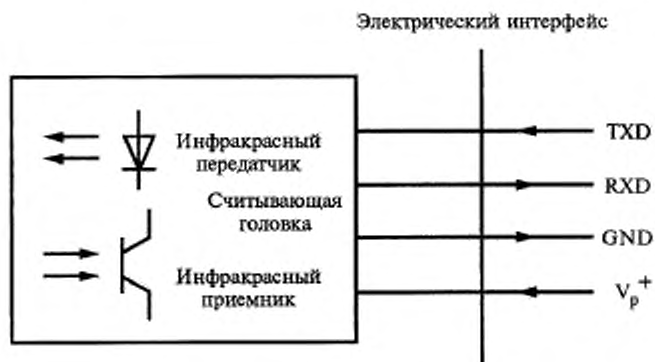 Электрический интерфейс
Инфракрасный
передатчик
Считывающая
головка
Инфракрасный
приемник
TXD
RXD
GND
Vp+